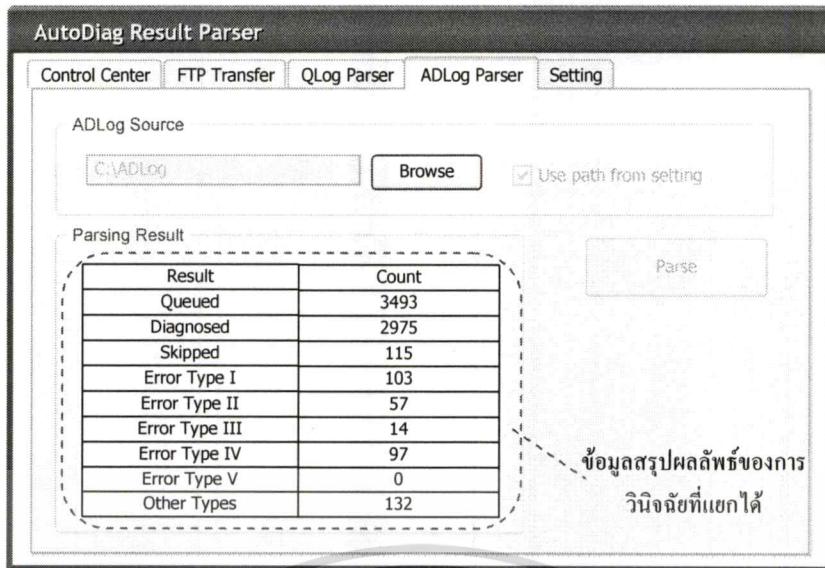 AutoDiag Result Parser
Control Center FTP Transfer QLog Parser ADLog Parser Setting
ADLog Source
C:\ADLog Browse Use path from setting
Parsing Result
Parse
Result Count
Queued 3493
Diagnosed 2975
Skipped 115
Error Type I 103
Error Type II 57
Error Type III 14
Error Type IV 97
Error Type V 0
Other Types 132
ข้อมูลสรุปผลลัพธ์ของการ
วินิจฉัยที่แยกได้